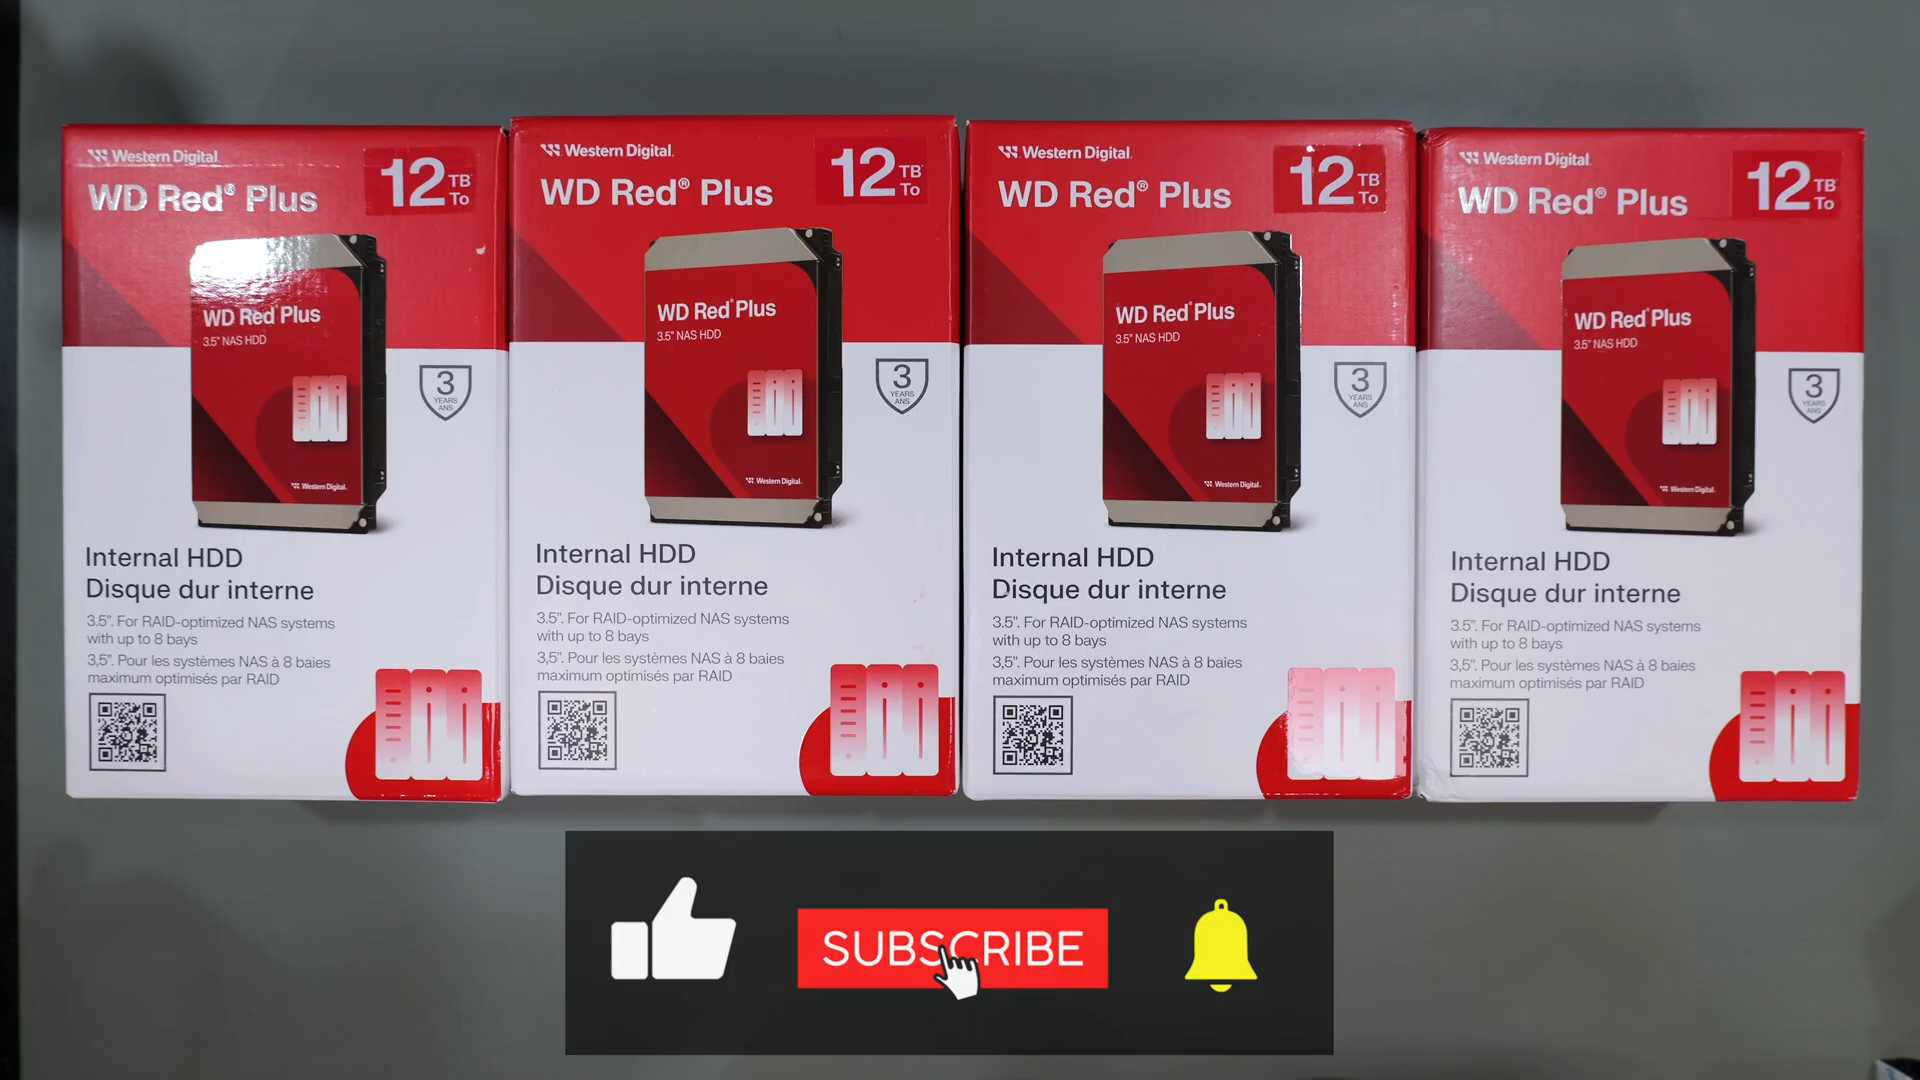 Western Digital
WD Red® Plus
12 TB
To
WD Red® Plus
3.5" NAS HDD
3
YEARS
ANS
Western Digital
Internal HDD
Disque dur interne
3.5". For RAID-optimized NAS systems
with up to 8 bays
3,5". Pour les systèmes NAS à 8 baies
maximum optimisés par RAID
Western Digital
WD Red® Plus
12 TB
To
WD Red® Plus
3.5" NAS HDD
3
YEARS
ANS
Western Digital
Internal HDD
Disque dur interne
3.5". For RAID-optimized NAS systems
with up to 8 bays
3,5". Pour les systèmes NAS à 8 baies
maximum optimisés par RAID
Western Digital
WD Red® Plus
12 TB
To
WD Red® Plus
3.5" NAS HDD
3
YEARS
ANS
Western Digital
Internal HDD
Disque dur interne
3.5". For RAID-optimized NAS systems
with up to 8 bays
3,5". Pour les systèmes NAS à 8 baies
maximum optimisés par RAID
Western Digital
WD Red® Plus
12 TB
To
WD Red® Plus
3.5" NAS HDD
3
YEARS
ANS
Western Digital
Internal HDD
Disque dur interne
3.5". For RAID-optimized NAS systems
with up to 8 bays
3,5". Pour les systèmes NAS à 8 baies
maximum optimisés par RAID
SUBSCRIBE